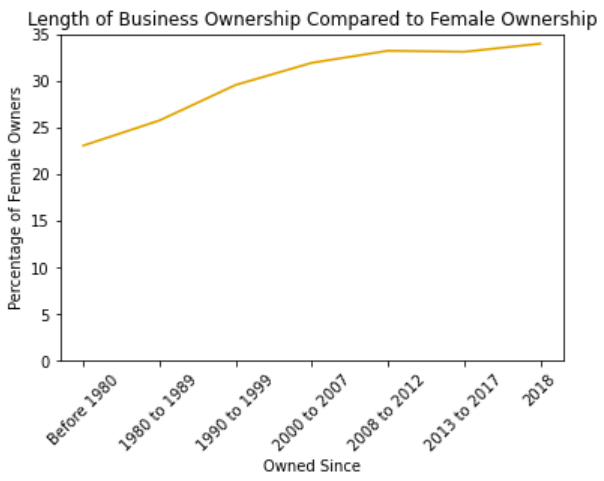 Length of Business Ownership Compared to Female Ownership
35
30
25
20
15
10
5
0
Percentage of Female Owners
Before 1980
1980 to 1989
1990 to 1999
2000 to 2007
2008 to 2012
2013 to 2017
2018
Owned Since